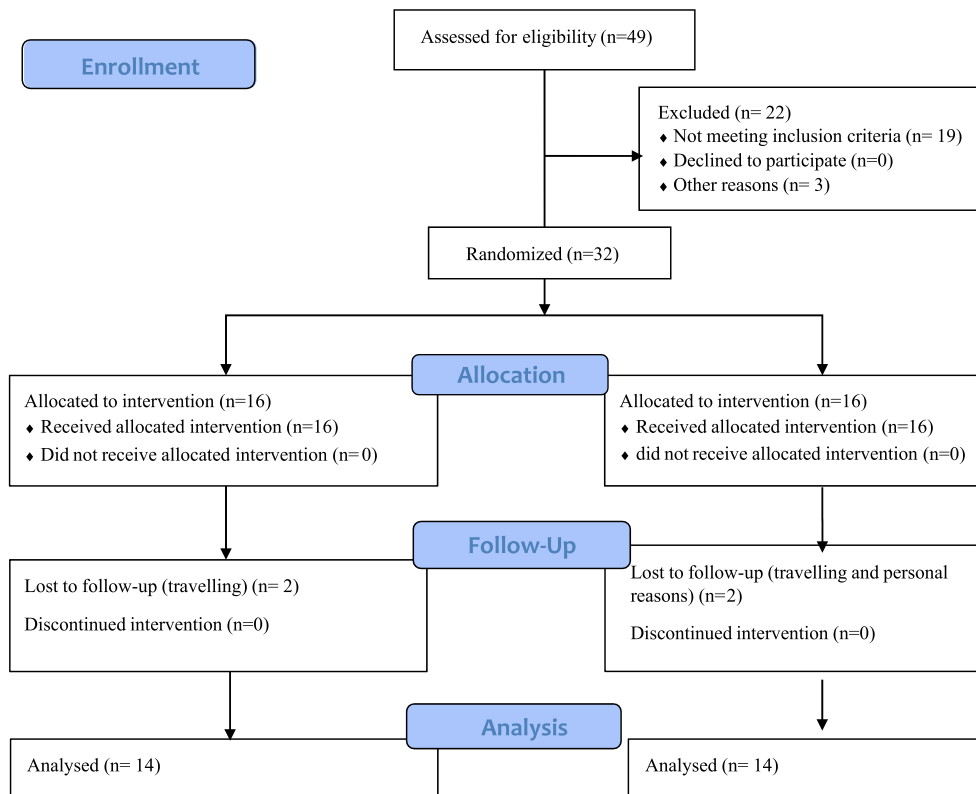 Assessed for eligibility (n=49)
Enrollment
Excluded (n= 22)
♦ Not meeting inclusion criteria (n= 19)
♦ Declined to participate (n=0)
♦ Other reasons (n= 3)
Randomized (n=32)
Allocation
Allocated to intervention (n=16)
♦ Received allocated intervention (n=16)
♦ Did not receive allocated intervention (n= 0)
Allocated to intervention (n=16)
♦ Received allocated intervention (n=16)
♦ did not receive allocated intervention (n=0)
Follow-Up
Lost to follow-up (travelling) (n= 2)
Discontinued intervention (n=0)
Lost to follow-up (travelling and personal
reasons) (n=2)
Discontinued intervention (n=0)
Analysis
Analysed (n= 14)
Analysed (n= 14)